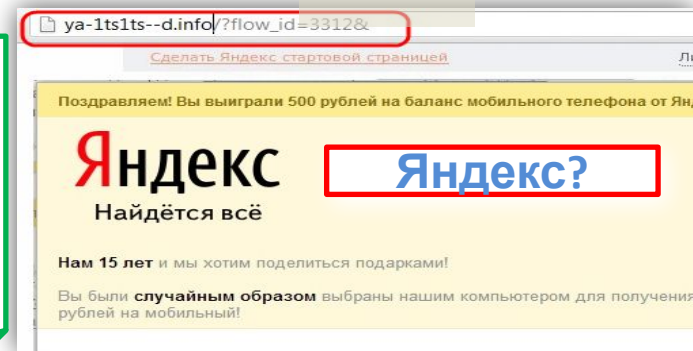 ya-1ts1ts--d.info/?flow_id=3312&
Сделать Яндекс стартовой страницей
Поздравляем! Вы выиграли 500 рублей на баланс мобильного телефона от
Яндекс
Яндекс?
Найдётся всё
Нам 15 лет и мы хотим поделиться подарками!
Вы были случайным образом выбраны нашим компьютером для получения
рублей на мобильный!